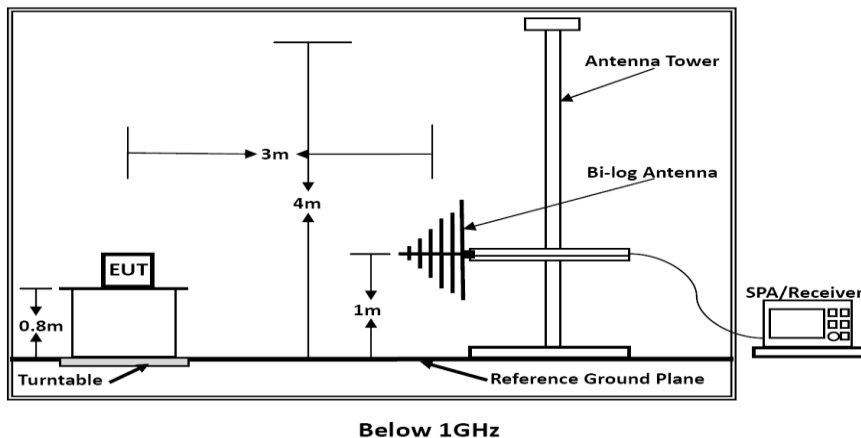 Antenna Tower
3m
Bi-log Antenna
4m
EUT
SPA/Receiver
0.8m
1m
Turntable
Reference Ground Plane
Below 1GHz